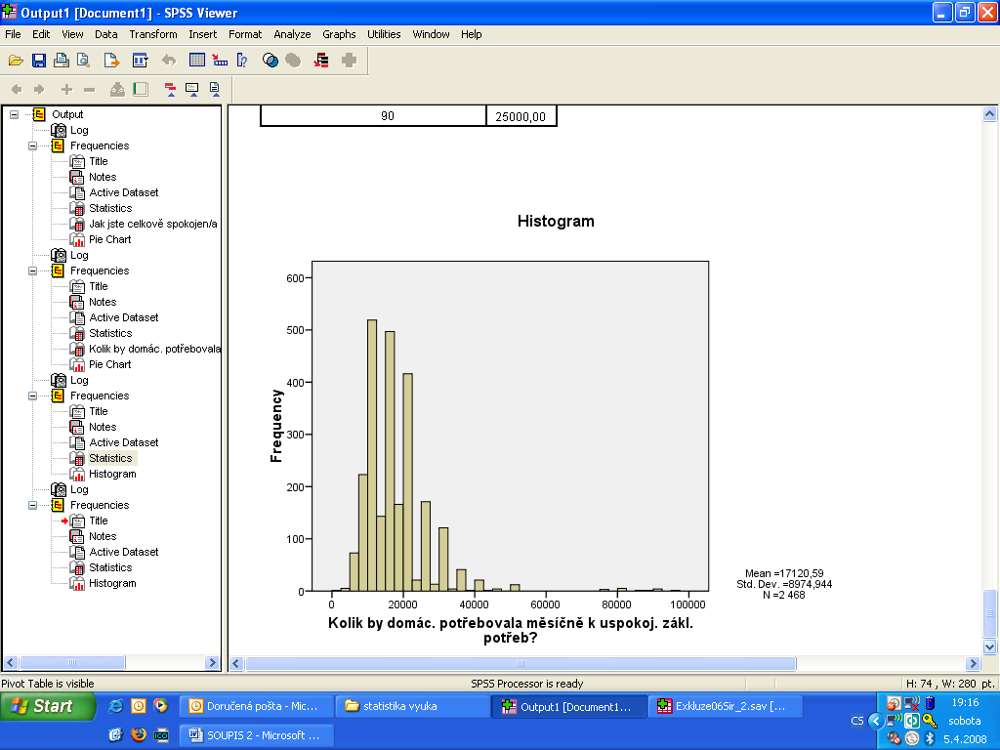 Output1 [Document1] - SPSS Viewer
File Edit View Data Transform Insert Format Analyze Graphs Utilities Window Help
Output
Log
Frequencies
Title
Notes
Active Dataset
Statistics
Jak jste celkově spokojen/a
Pie Chart
Log
Frequencies
Title
Notes
Active Dataset
Statistics
Kolik by domác. potřebovala
Pie Chart
Log
Frequencies
Title
Notes
Active Dataset
Statistics
Histogram
Log
Frequencies
Title
Notes
Active Dataset
Statistics
Histogram
90 25000,00
Histogram
Frequency
600
500
400
300
200
100
0
0 20000 40000 60000 80000 100000
Kolik by domác. potřebovala měsíčně k uspokoj. zákl.
potřeb?
Mean =17120,59
Std. Dev. =8974,944
N =2 468
Pivot Table is visible SPSS Processor is ready H: 74 , W: 280 pt.
Start Doručená pošta - Mic... statistika vyuka Output1 [Document1... Exkluze06Sir_2.sav [... 
SOUPIS 2 - Microsoft ...
CS
19:16
sobota
5.4.2008